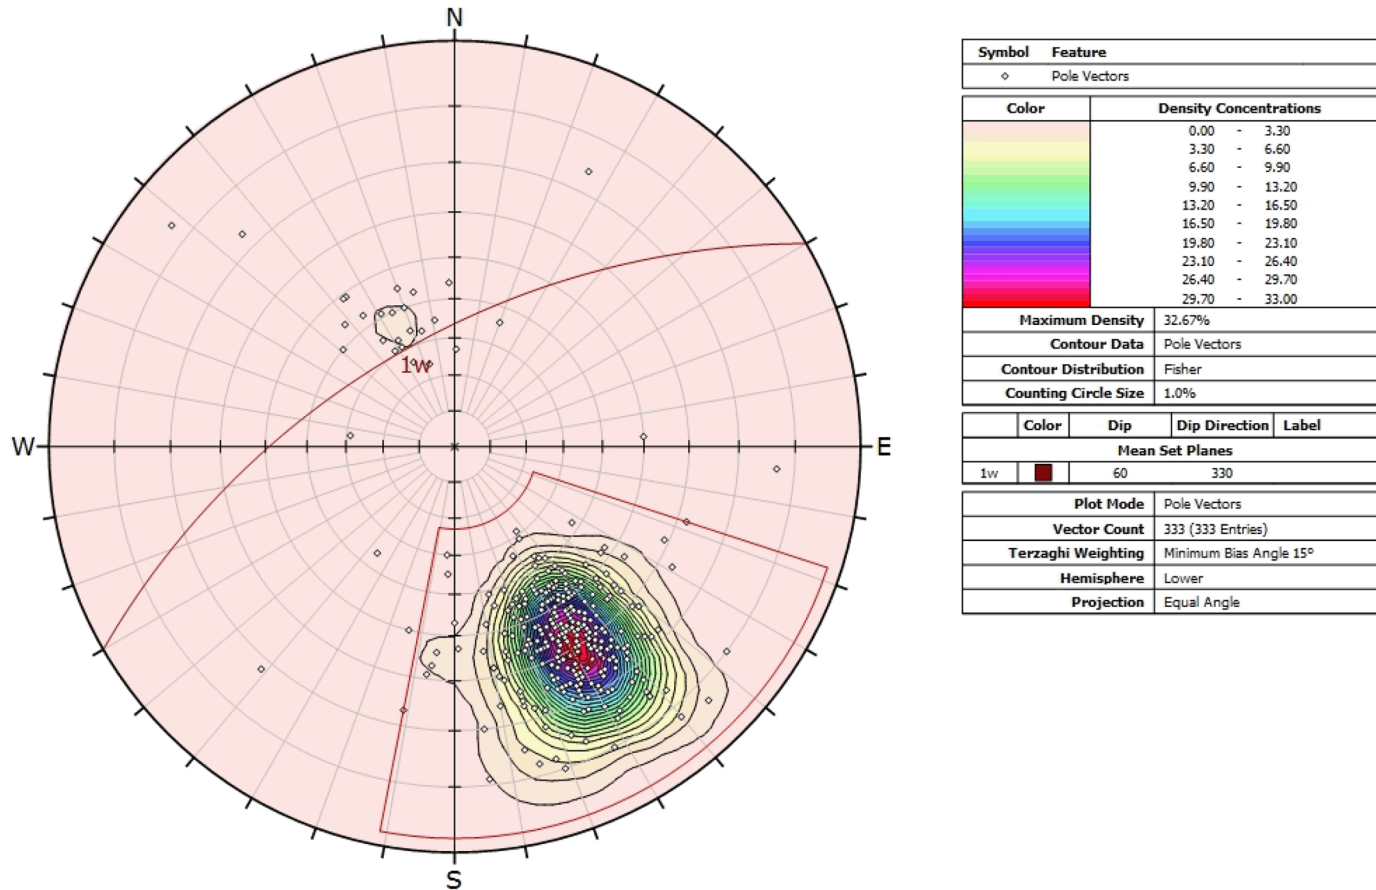 N
W
E
S
1w
Symbol Feature
Pole Vectors
Color Density Concentrations
0.00 - 3.30
3.30 - 6.60
6.60 - 9.90
9.90 - 13.20
13.20 - 16.50
16.50 - 19.80
19.80 - 23.10
23.10 - 26.40
26.40 - 29.70
29.70 - 33.00
Maximum Density 32.67%
Contour Data Pole Vectors
Contour Distribution Fisher
Counting Circle Size 1.0%
Color Dip Dip Direction Label
Mean Set Planes
1w 60 330
Plot Mode Pole Vectors
Vector Count 333 (333 Entries)
Terzaghi Weighting Minimum Bias Angle 15º
Hemisphere Lower
Projection Equal Angle